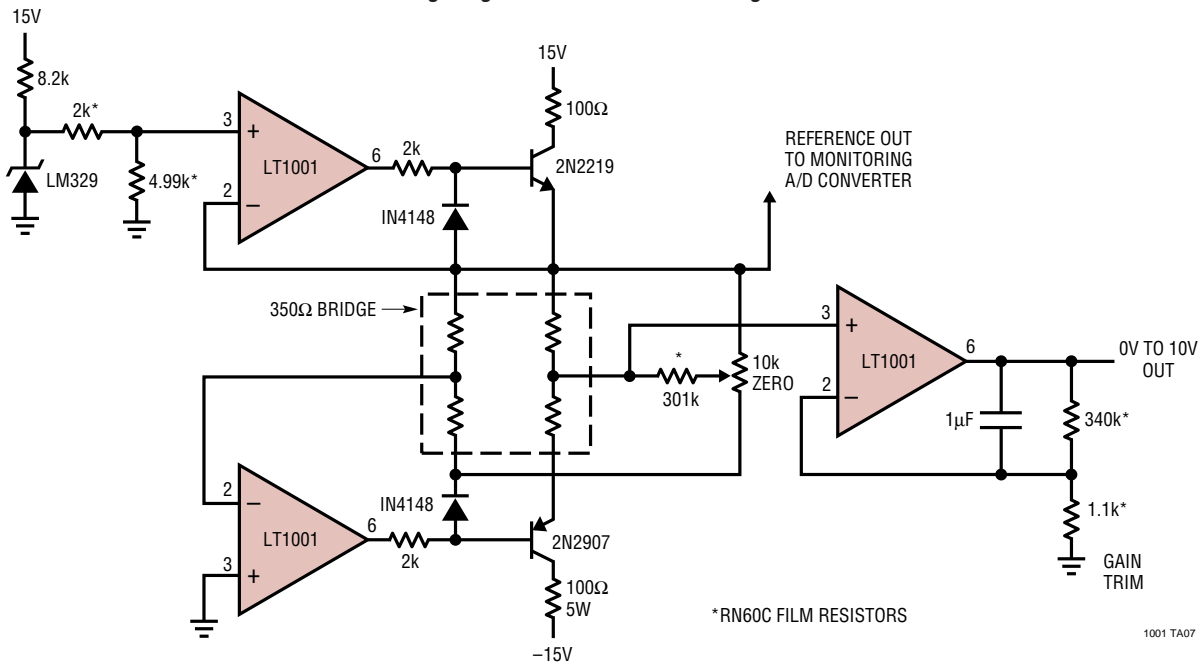 15V
8.2k
2k*
LM329
4.99k*
3
+
LT1001
2
–
6
2k
IN4148
15V
100Ω
2N2219
REFERENCE OUT
TO MONITORING
A/D CONVERTER
350Ω BRIDGE
*
301k
10k
ZERO
3
+
LT1001
2
–
6
0V TO 10V
OUT
1µF
340k*
1.1k*
GAIN
TRIM
2
–
LT1001
3
+
6
2k
IN4148
2N2907
100Ω
5W
–15V
*RN60C FILM RESISTORS
1001 TA07